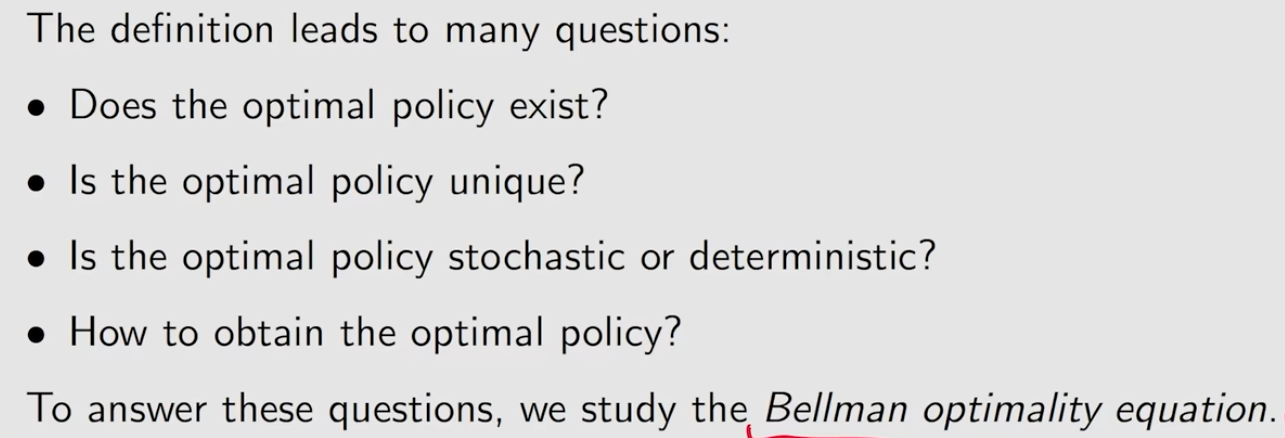 The definition leads to many questions:
• Does the optimal policy exist?
• Is the optimal policy unique?
• Is the optimal policy stochastic or deterministic?
• How to obtain the optimal policy?
To answer these questions, we study the Bellman optimality equation.